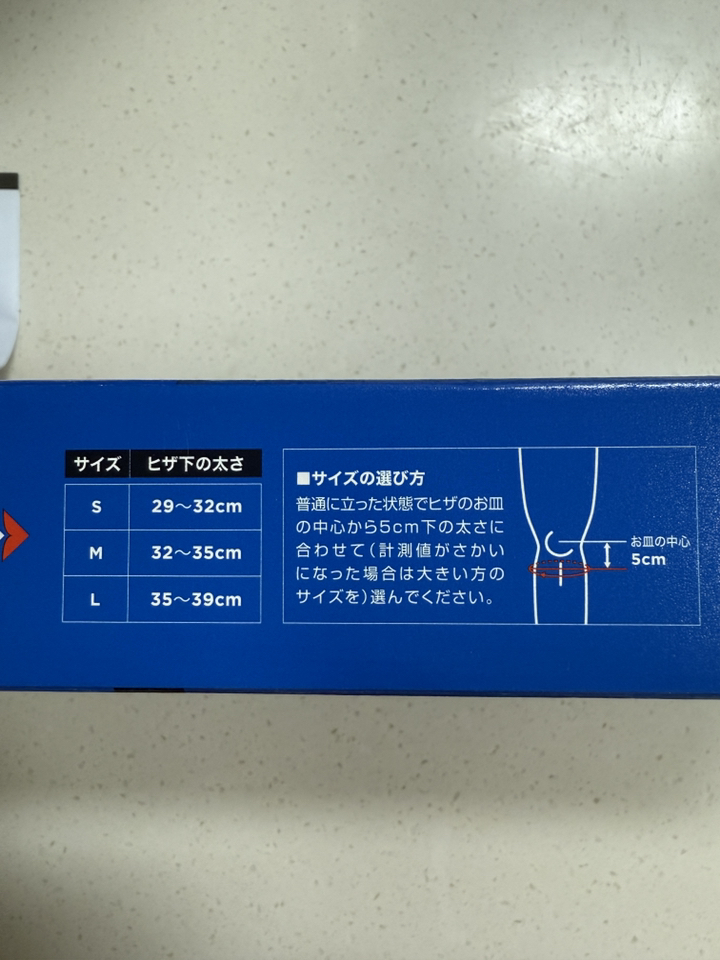 サイズ ヒザ下の太さ
S 29～32cm
M 32～35cm
L 35～39cm
■サイズの選び方
普通に立った状態でヒザのお皿
の中心から5cm下の太さに
合わせて(計測値がさかい
になった場合は大きい方の
サイズを)選んでください。
お皿の中心
5cm